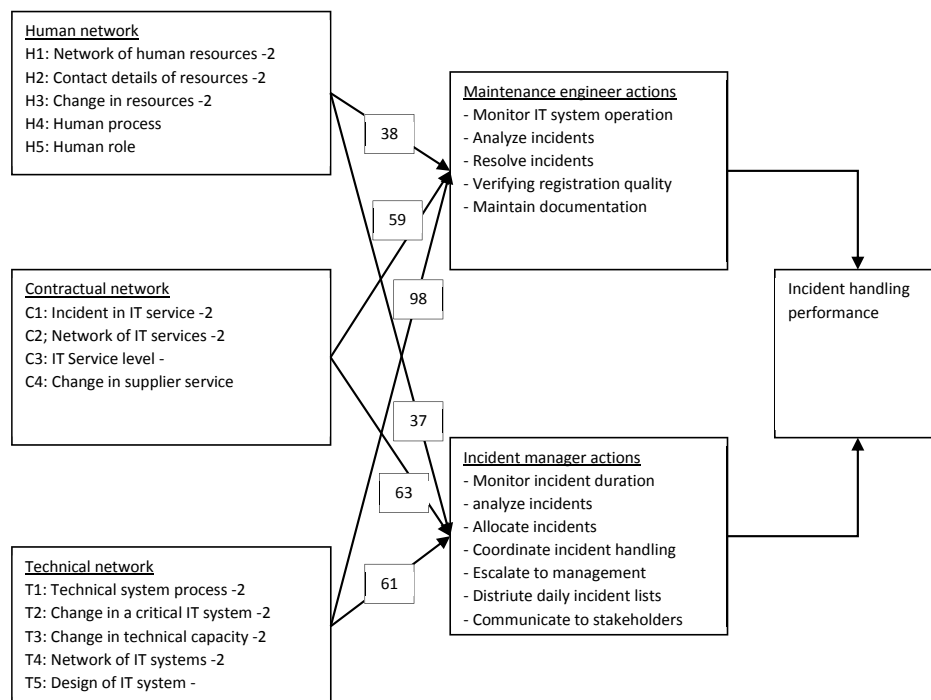 Human network
H1: Network of human resources -2
H2: Contact details of resources -2
H3: Change in resources -2
H4: Human process
H5: Human role
Contractual network
C1: Incident in IT service -2
C2; Network of IT services -2
C3: IT Service level -
C4: Change in supplier service
Technical network
T1: Technical system process -2
T2: Change in a critical IT system -2
T3: Change in technical capacity -2
T4: Network of IT systems -2
T5: Design of IT system -
38
59
98
37
63
61
Maintenance engineer actions
- Monitor IT system operation
- Analyze incidents
- Resolve incidents
- Verifying registration quality
- Maintain documentation
Incident manager actions
- Monitor incident duration
- analyze incidents
- Allocate incidents
- Coordinate incident handling
- Escalate to management
- Distriute daily incident lists
- Communicate to stakeholders
Incident handling
performance